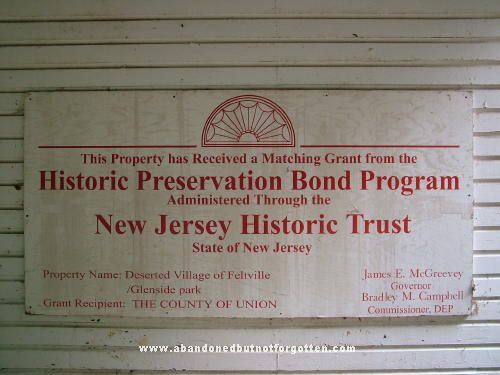 This Property has Received a Matching Grant from the
Historic Preservation Bond Program
Administered Through the
New Jersey Historic Trust
State of New Jersey
Property Name: Deserted Village of Feltville
/Glenside park
Grant Recipient: THE COUNTY OF UNION
James E. McGreevey
Governor
Bradley M. Campbell
Commissioner, DEP
www.abandonedbutnotforgotten.com